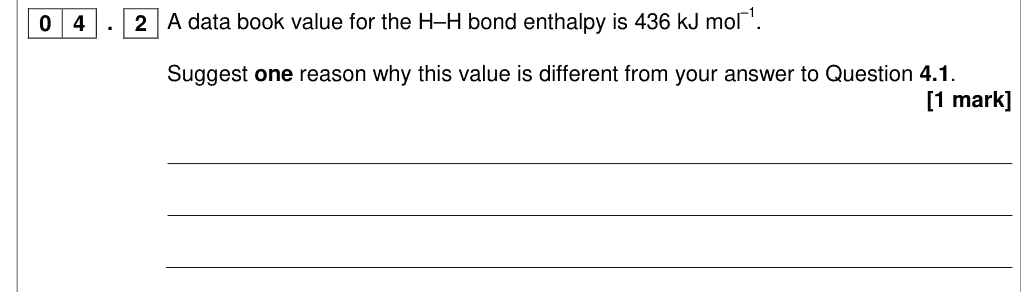 0 4 . 2 A data book value for the H–H bond enthalpy is 436 kJ mol⁻¹.
Suggest one reason why this value is different from your answer to Question 4.1.
[1 mark]